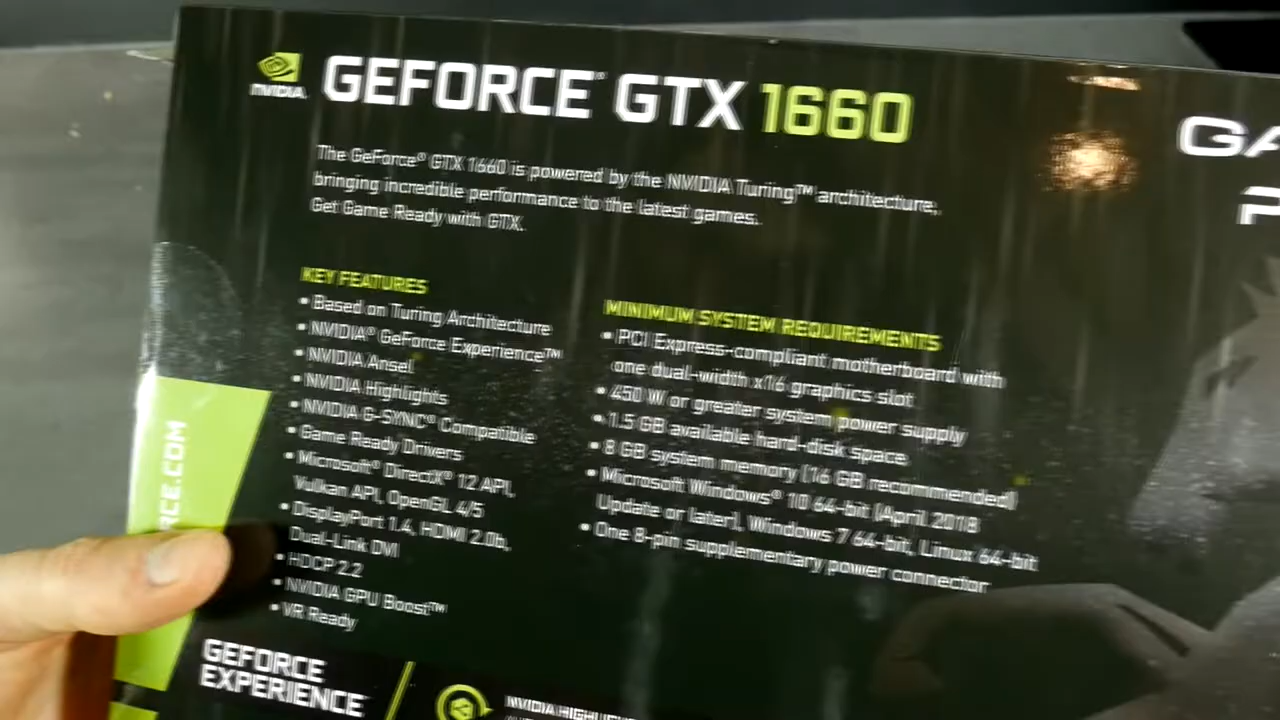 NVIDIA
GEFORCE® GTX 1660
The GeForce® GTX 1660 is powered by the NVIDIA Turing™ architecture,
bringing incredible performance to the latest games.
Get Game Ready with GTX.
KEY FEATURES
• Based on Turing Architecture
• NVIDIA® GeForce Experience™
• NVIDIA Ansel
• NVIDIA Highlights
• NVIDIA G-SYNC® Compatible
• Game Ready Drivers
• Microsoft® DirectX® 12 API,
Vulkan API, OpenGL 4/5
• DisplayPort 1.4, HDMI 2.0b,
Dual-Link DVI
• HDCP 2.2
• NVIDIA GPU Boost™
• VR Ready
MINIMUM SYSTEM REQUIREMENTS
• PCI Express-compliant motherboard with
one dual-width x16 graphics slot
• 450 W or greater system power supply
• 1.5 GB available hard-disk space
• 8 GB system memory (16 GB recommended)
• Microsoft Windows® 10 64-bit (April 2018
Update or later), Windows 7 64-bit, Linux 64-bit
• One 8-pin supplementary power connector
GA
P
RCE.COM
GEFORCE
EXPERIENCE™